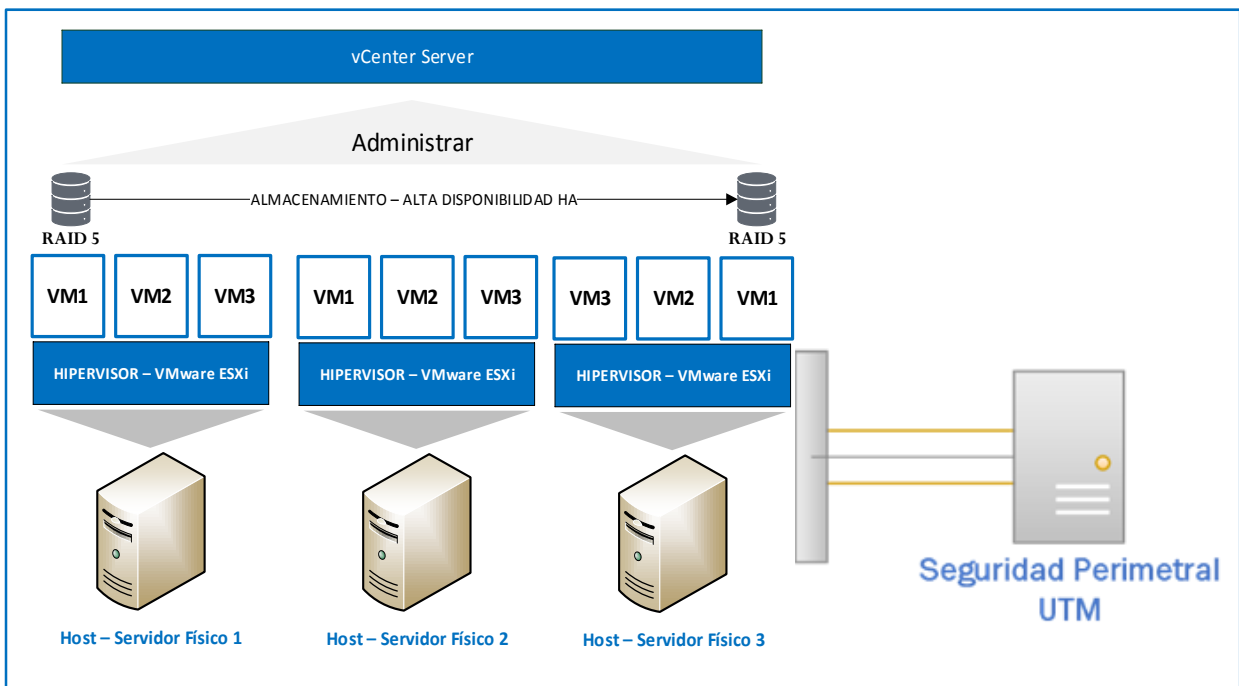 vCenter Server
Administrar
ALMACENAMIENTO – ALTA DISPONIBILIDAD HA
RAID 5
RAID 5
VM1 VM2 VM3 VM1 VM2 VM3 VM3 VM2 VM1
HIPERVISOR – VMware ESXi HIPERVISOR – VMware ESXi HIPERVISOR – VMware ESXi
Seguridad Perimetral
UTM
Host – Servidor Físico 1 Host – Servidor Físico 2 Host – Servidor Físico 3